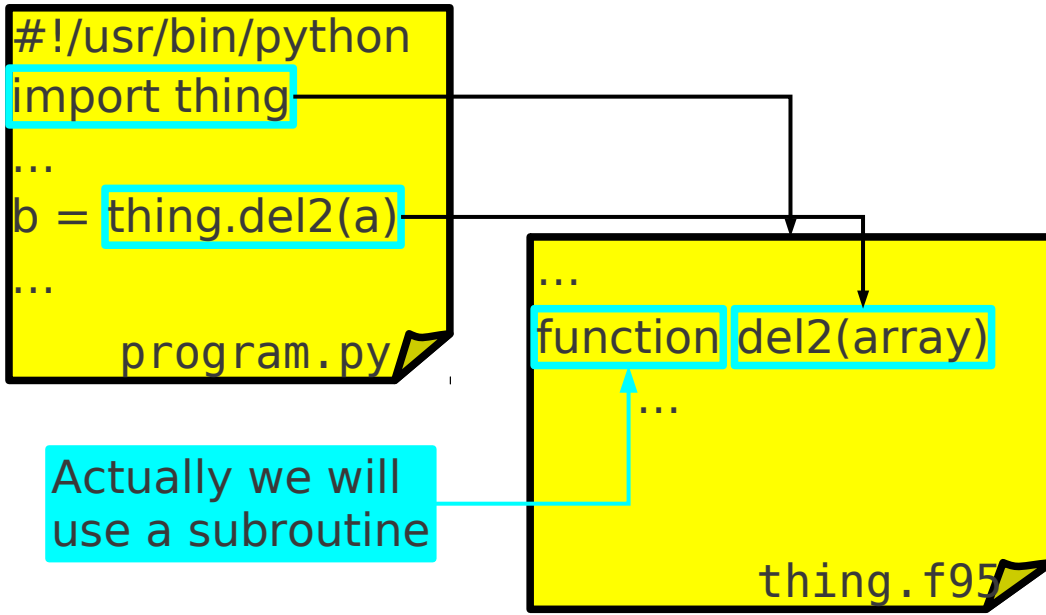 #!/usr/bin/python
import thing
...
b = thing.del2(a)
...
program.py
...
function del2(array)
...
thing.f95
Actually we will
use a subroutine